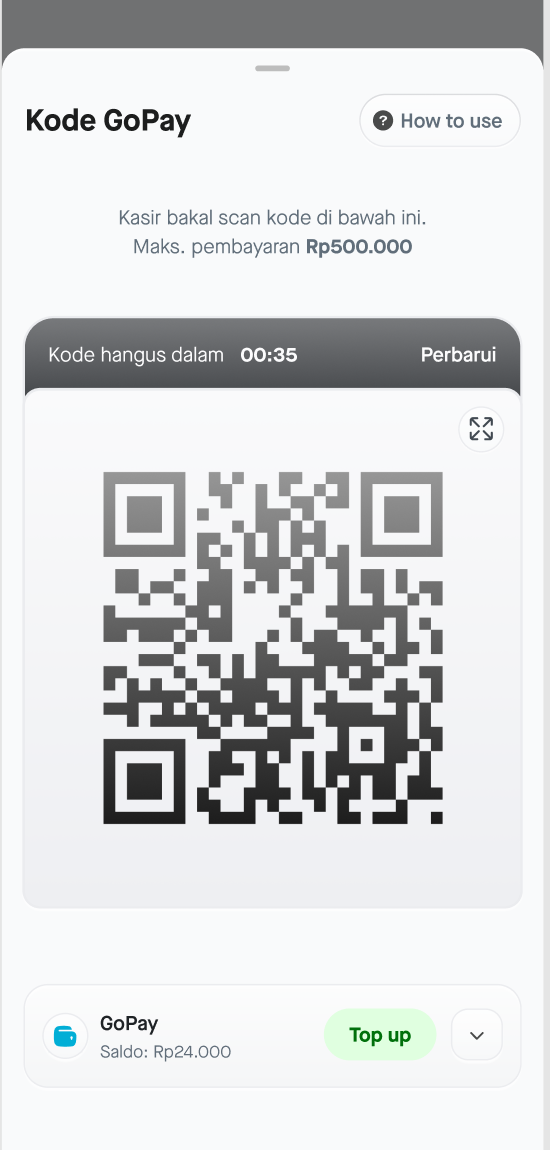 Kode GoPay
? How to use
Kasir bakal scan kode di bawah ini.
Maks. pembayaran Rp500.000
Kode hangus dalam 00:35 Perbarui
GoPay
Saldo: Rp24.000
Top up